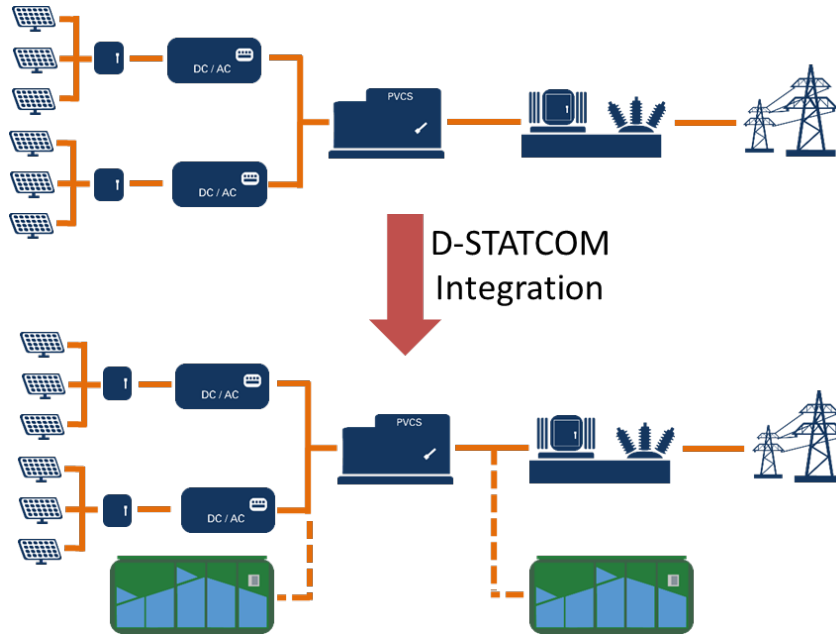 DC / AC
PVCS
DC / AC
D-STATCOM
Integration
DC / AC
PVCS
DC / AC